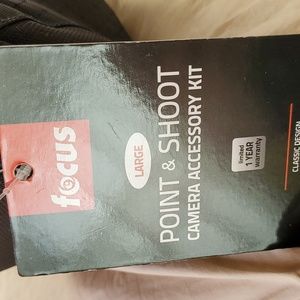 focus
LARGE
POINT & SHOOT
CAMERA ACCESSORY KIT
limited
1 YEAR
warranty
CLASSIC DESIGN